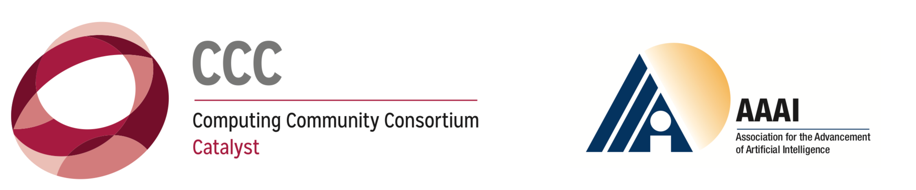 CCC
Computing Community Consortium
Catalyst
AAAI
Association for the Advancement
of Artificial Intelligence